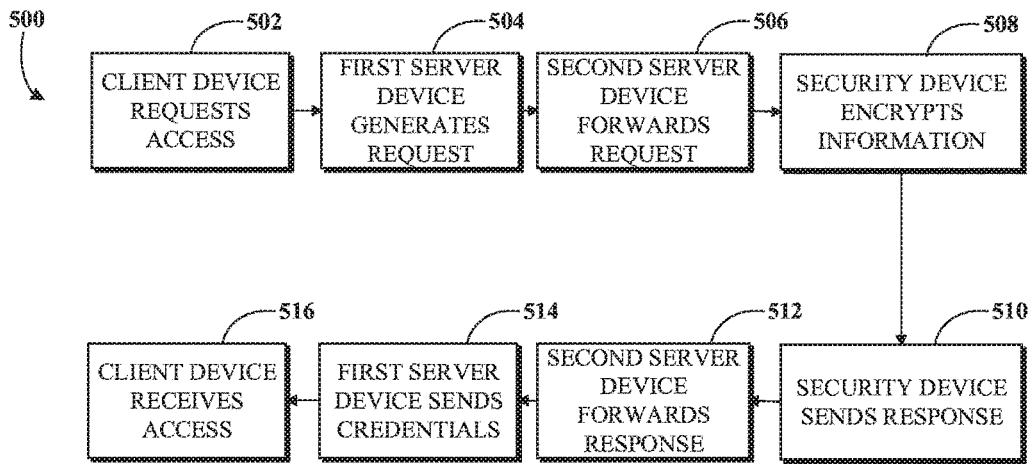 500
502
CLIENT DEVICE
REQUESTS
ACCESS
504
FIRST SERVER
DEVICE
GENERATES
REQUEST
506
SECOND SERVER
DEVICE
FORWARDS
REQUEST
508
SECURITY DEVICE
ENCRYPTS
INFORMATION
510
SECURITY DEVICE
SENDS RESPONSE
512
SECOND SERVER
DEVICE
FORWARDS
RESPONSE
514
FIRST SERVER
DEVICE SENDS
CREDENTIALS
516
CLIENT DEVICE
RECEIVES
ACCESS